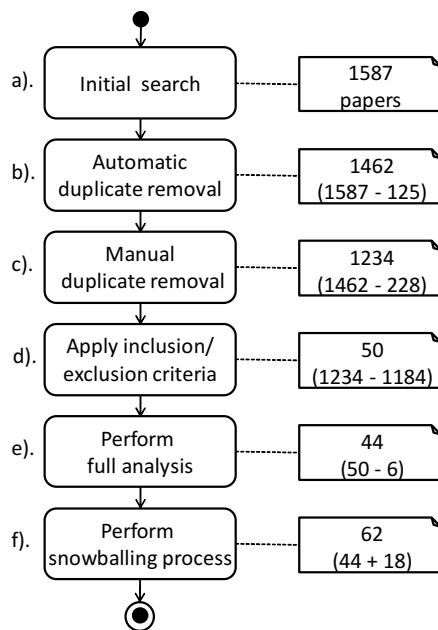 a).
Initial search
1587
papers
b).
Automatic
duplicate removal
1462
(1587 - 125)
c).
Manual
duplicate removal
1234
(1462 - 228)
d).
Apply inclusion/
exclusion criteria
50
(1234 - 1184)
e).
Perform
full analysis
44
(50 - 6)
f).
Perform
snowballing process
62
(44 + 18)